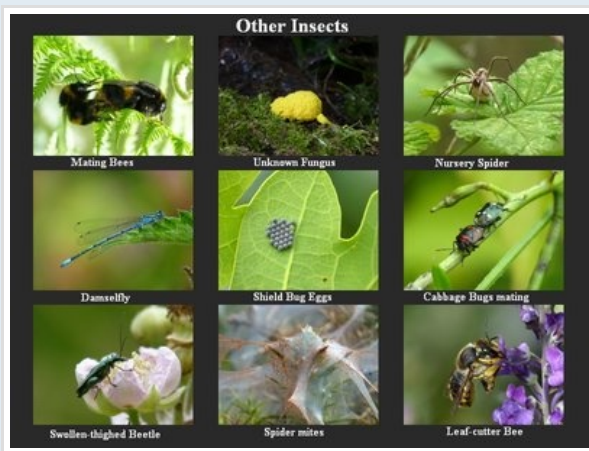 Other Insects
Mating Bees
Unknown Fungus
Nursery Spider
Damselfly
Shield Bug Eggs
Cabbage Bugs mating
Swollen-thighed Beetle
Spider mites
Leaf-cutter Bee